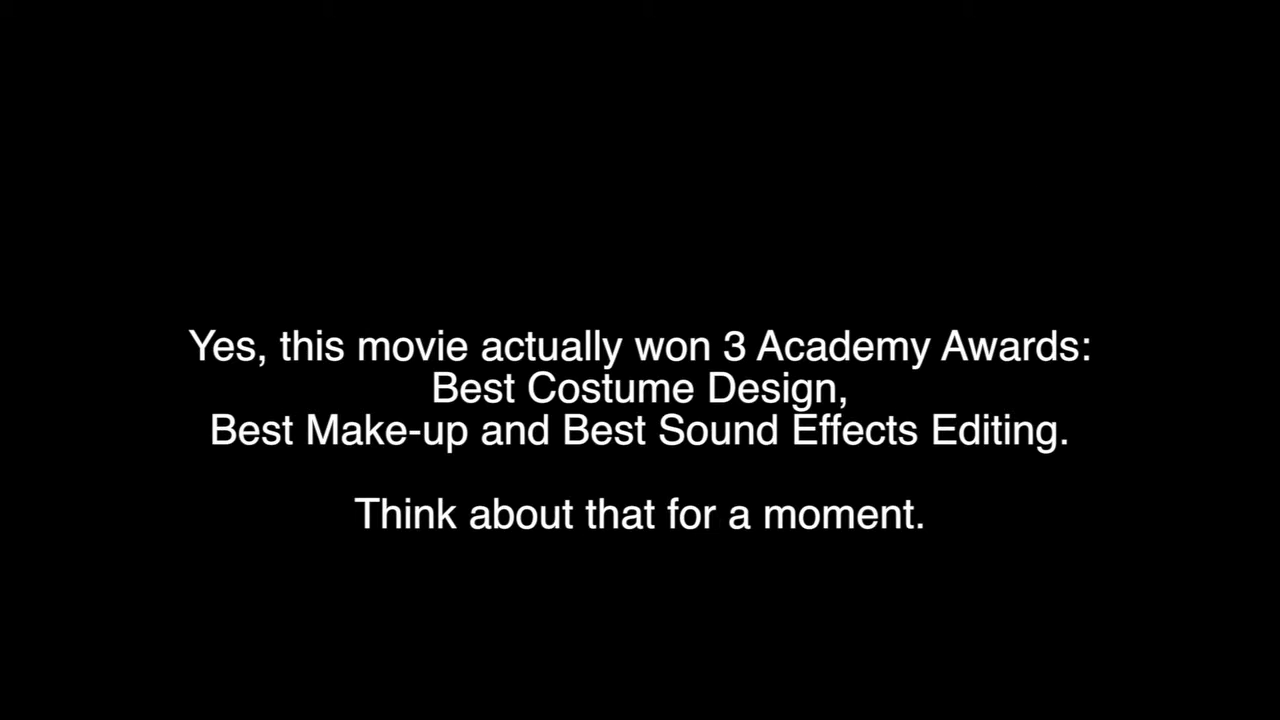 Yes, this movie actually won 3 Academy Awards:
Best Costume Design,
Best Make-up and Best Sound Effects Editing.
Think about that for a moment.